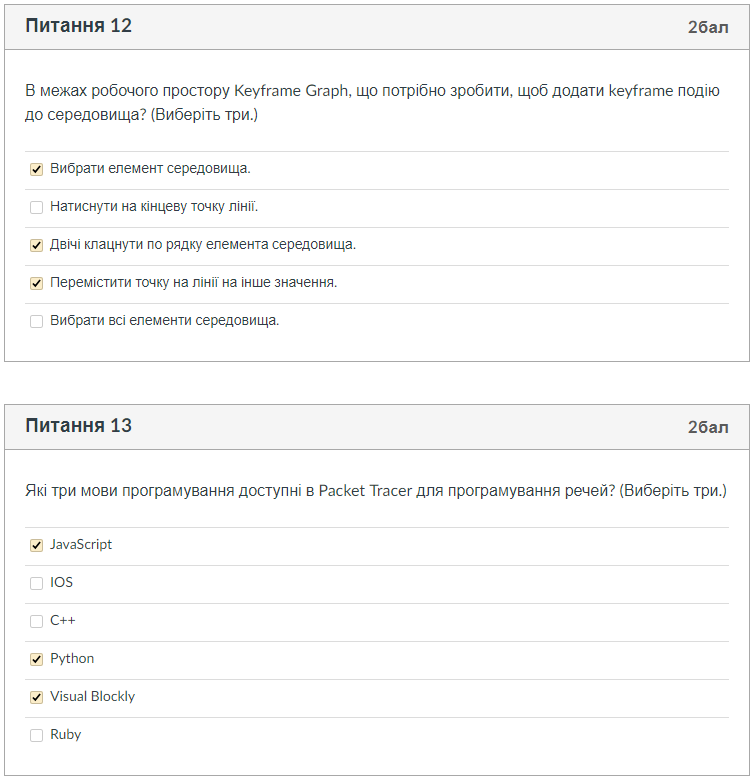 Питання 12
2бал
В межах робочого простору Keyframe Graph, що потрібно зробити, щоб додати keyframe подію
до середовища? (Виберіть три.)
Вибрати елемент середовища.
Натиснути на кінцеву точку лінії.
Двічі клацнути по рядку елемента середовища.
Перемістити точку на лінії на інше значення.
Вибрати всі елементи середовища.
Питання 13
2бал
Які три мови програмування доступні в Packet Tracer для програмування речей? (Виберіть три.)
JavaScript
IOS
C++
Python
Visual Blockly
Ruby